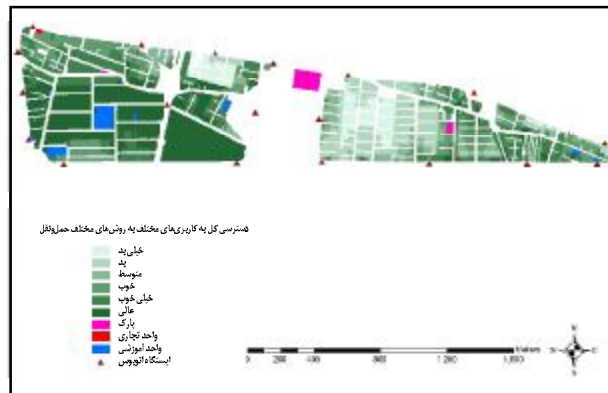 دسترسی کل به کاربری‌های مختلف به روش‌های مختلف حمل‌ونقل
خیلی بد
بد
متوسط
خوب
خیلی خوب
عالی
پارک
واحد تجاری
واحد آموزشی
ایستگاه اتوبوس
0 200 400 800 1,200 1,600
Meters